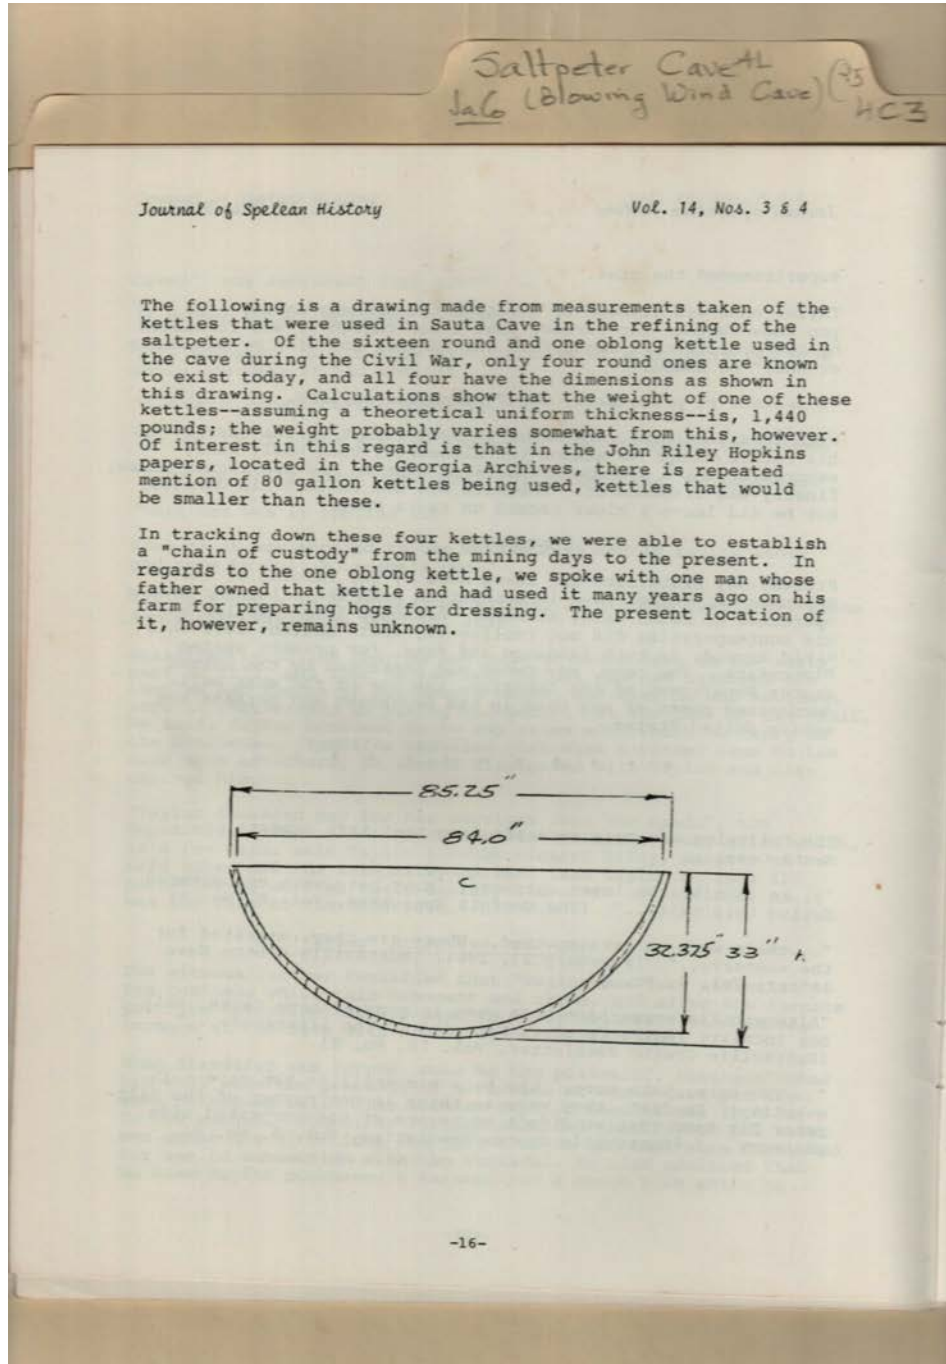 Saltpeter Cave AL
JaCo (Blowing Wind Cave)
HC3
Journal of Spelean History Vol. 14, Nos. 3 & 4
The following is a drawing made from measurements taken of the
kettles that were used in Sauta Cave in the refining of the
saltpeter. Of the sixteen round and one oblong kettle used in
the cave during the Civil War, only four round ones are known
to exist today, and all four have the dimensions as shown in
this drawing. Calculations show that the weight of one of these
kettles--assuming a theoretical uniform thickness--is, 1,440
pounds; the weight probably varies somewhat from this, however.
Of interest in this regard is that in the John Riley Hopkins
papers, located in the Georgia Archives, there is repeated
mention of 80 gallon kettles being used, kettles that would
be smaller than these.
In tracking down these four kettles, we were able to establish
a "chain of custody" from the mining days to the present. In
regards to the one oblong kettle, we spoke with one man whose
father owned that kettle and had used it many years ago on his
farm for preparing hogs for dressing. The present location of
it, however, remains unknown.
85.25"
84.0"
C
32.375" 33"
-16-